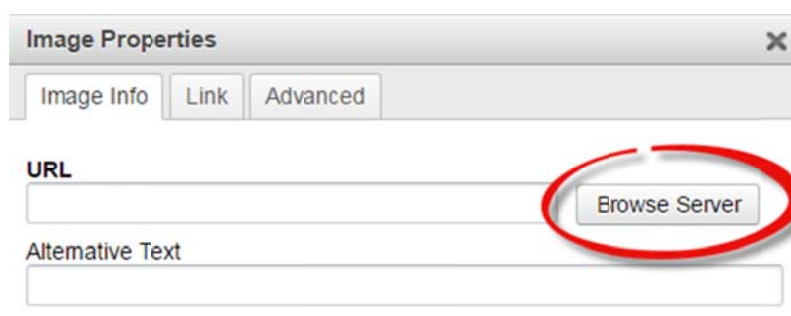 Image Properties
Image Info Link Advanced
URL
Browse Server
Alternative Text